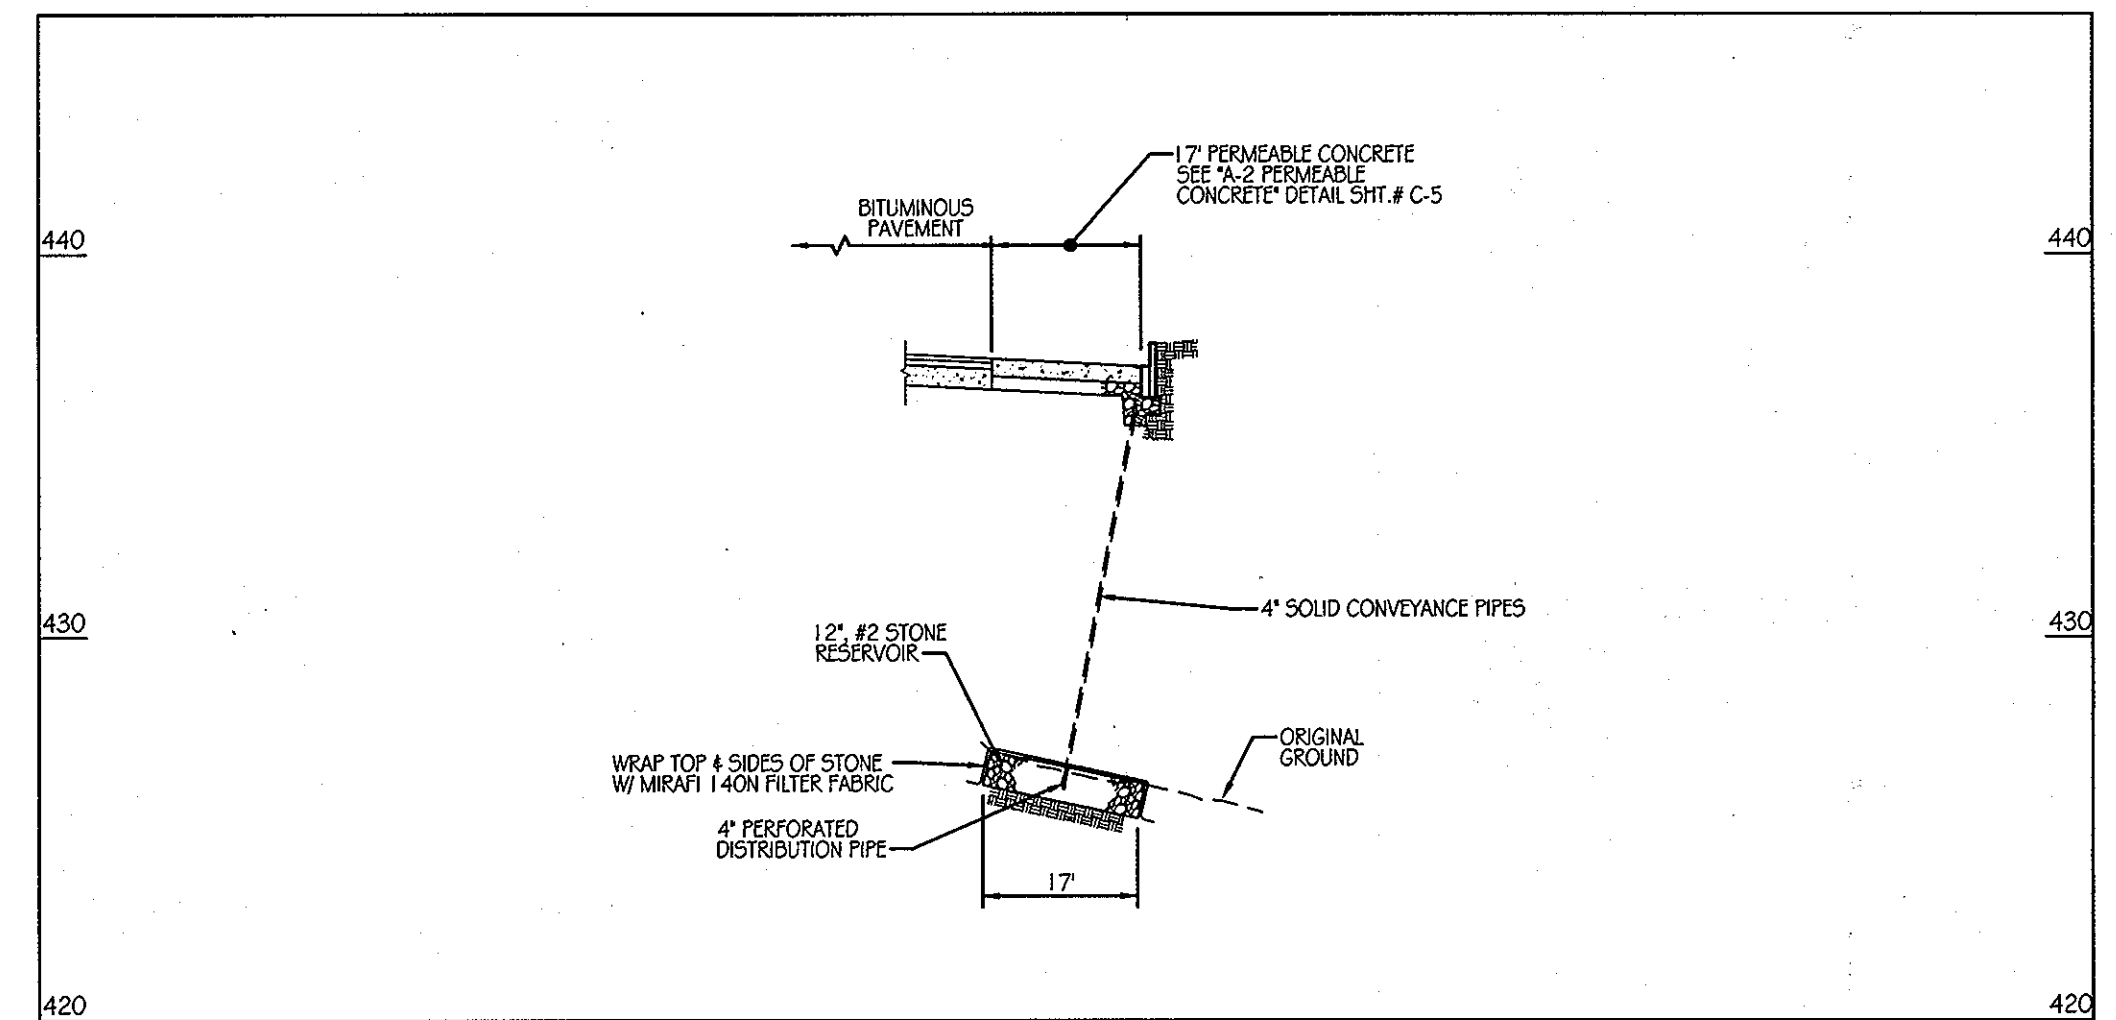 17' PERMEABLE CONCRETE
SEE "A-2 PERMEABLE
CONCRETE" DETAIL SHT.# C-5
BITUMINOUS
PAVEMENT
440
440
430
430
4" SOLID CONVEYANCE PIPES
12", #2 STONE
RESERVOIR
ORIGINAL
GROUND
WRAP TOP & SIDES OF STONE
W/ MIRAFI 140N FILTER FABRIC
4" PERFORATED
DISTRIBUTION PIPE
17'
420
420